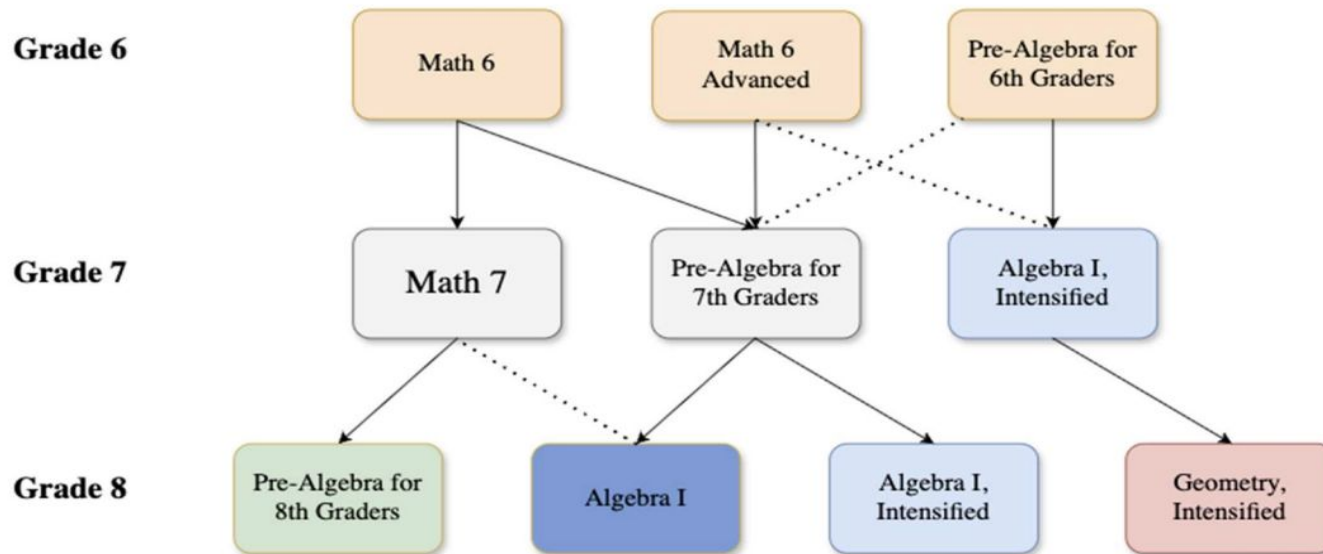 Grade 6
Math 6
Math 6
Advanced
Pre-Algebra for
6th Graders
Grade 7
Math 7
Pre-Algebra for
7th Graders
Algebra I,
Intensified
Grade 8
Pre-Algebra for
8th Graders
Algebra I
Algebra I,
Intensified
Geometry,
Intensified